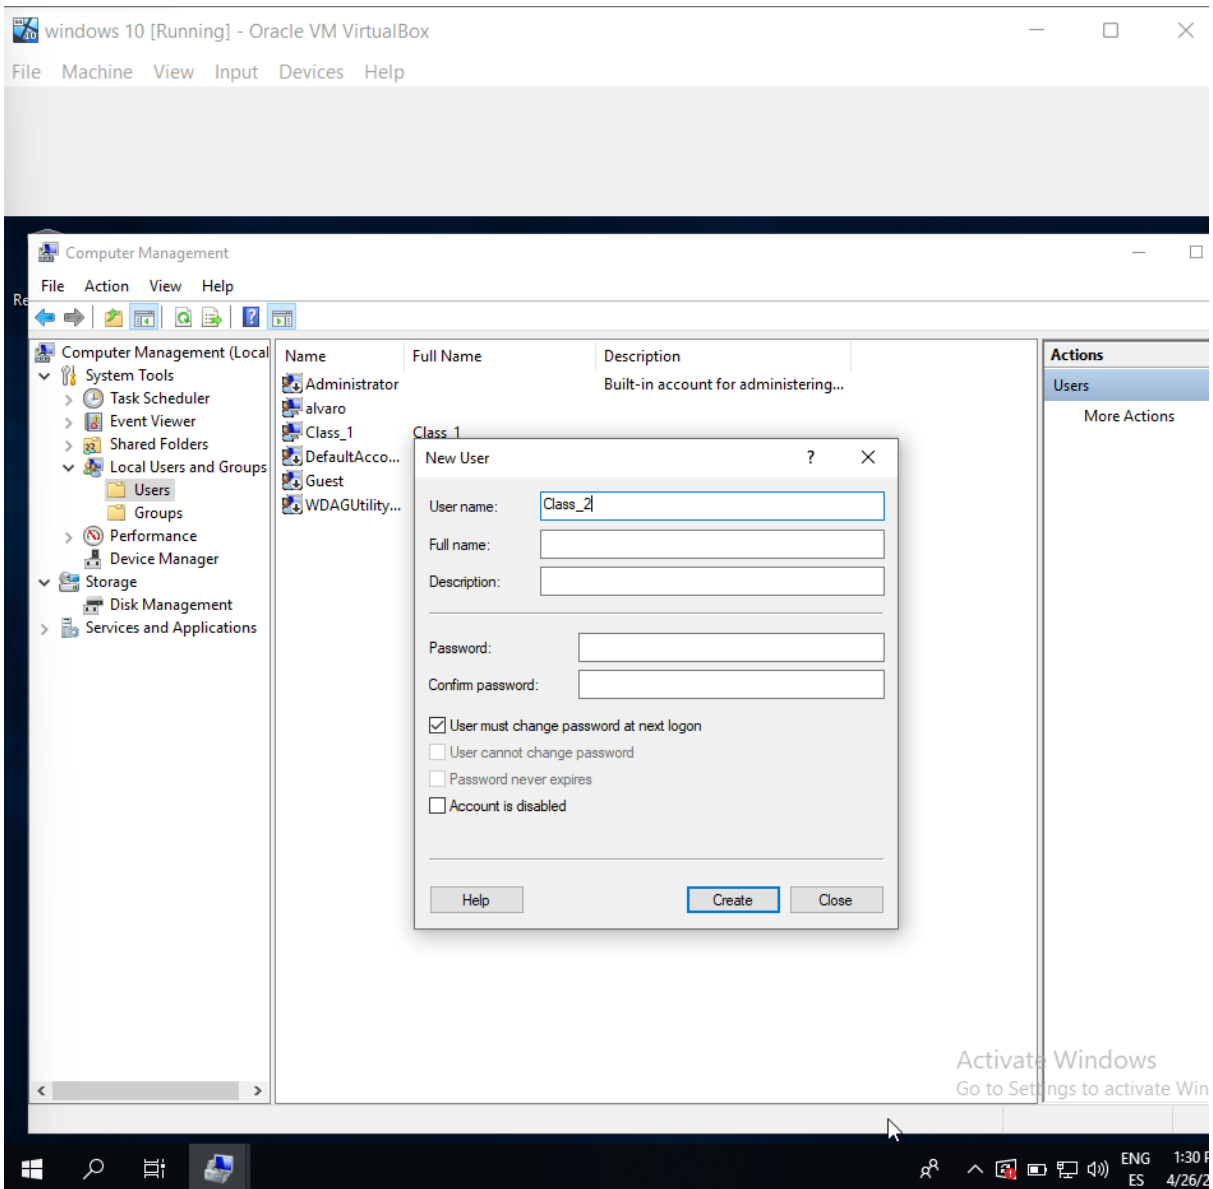 windows 10 [Running] - Oracle VM VirtualBox
File Machine View Input Devices Help
Computer Management
File Action View Help
Re
Computer Management (Local
System Tools
Task Scheduler
Event Viewer
Shared Folders
Local Users and Groups
Users
Groups
Performance
Device Manager
Storage
Disk Management
Services and Applications
Name Full Name Description
Administrator Built-in account for administering...
alvaro
Class_1 Class 1
DefaultAcco...
Guest
WDAGUtility...
Actions
Users
More Actions
New User
User name: Class_2
Full name:
Description:
Password:
Confirm password:
User must change password at next logon
User cannot change password
Password never expires
Account is disabled
Help Create Close
Activate Windows
Go to Settings to activate Win
ENG 1:30 P
ES 4/26/2